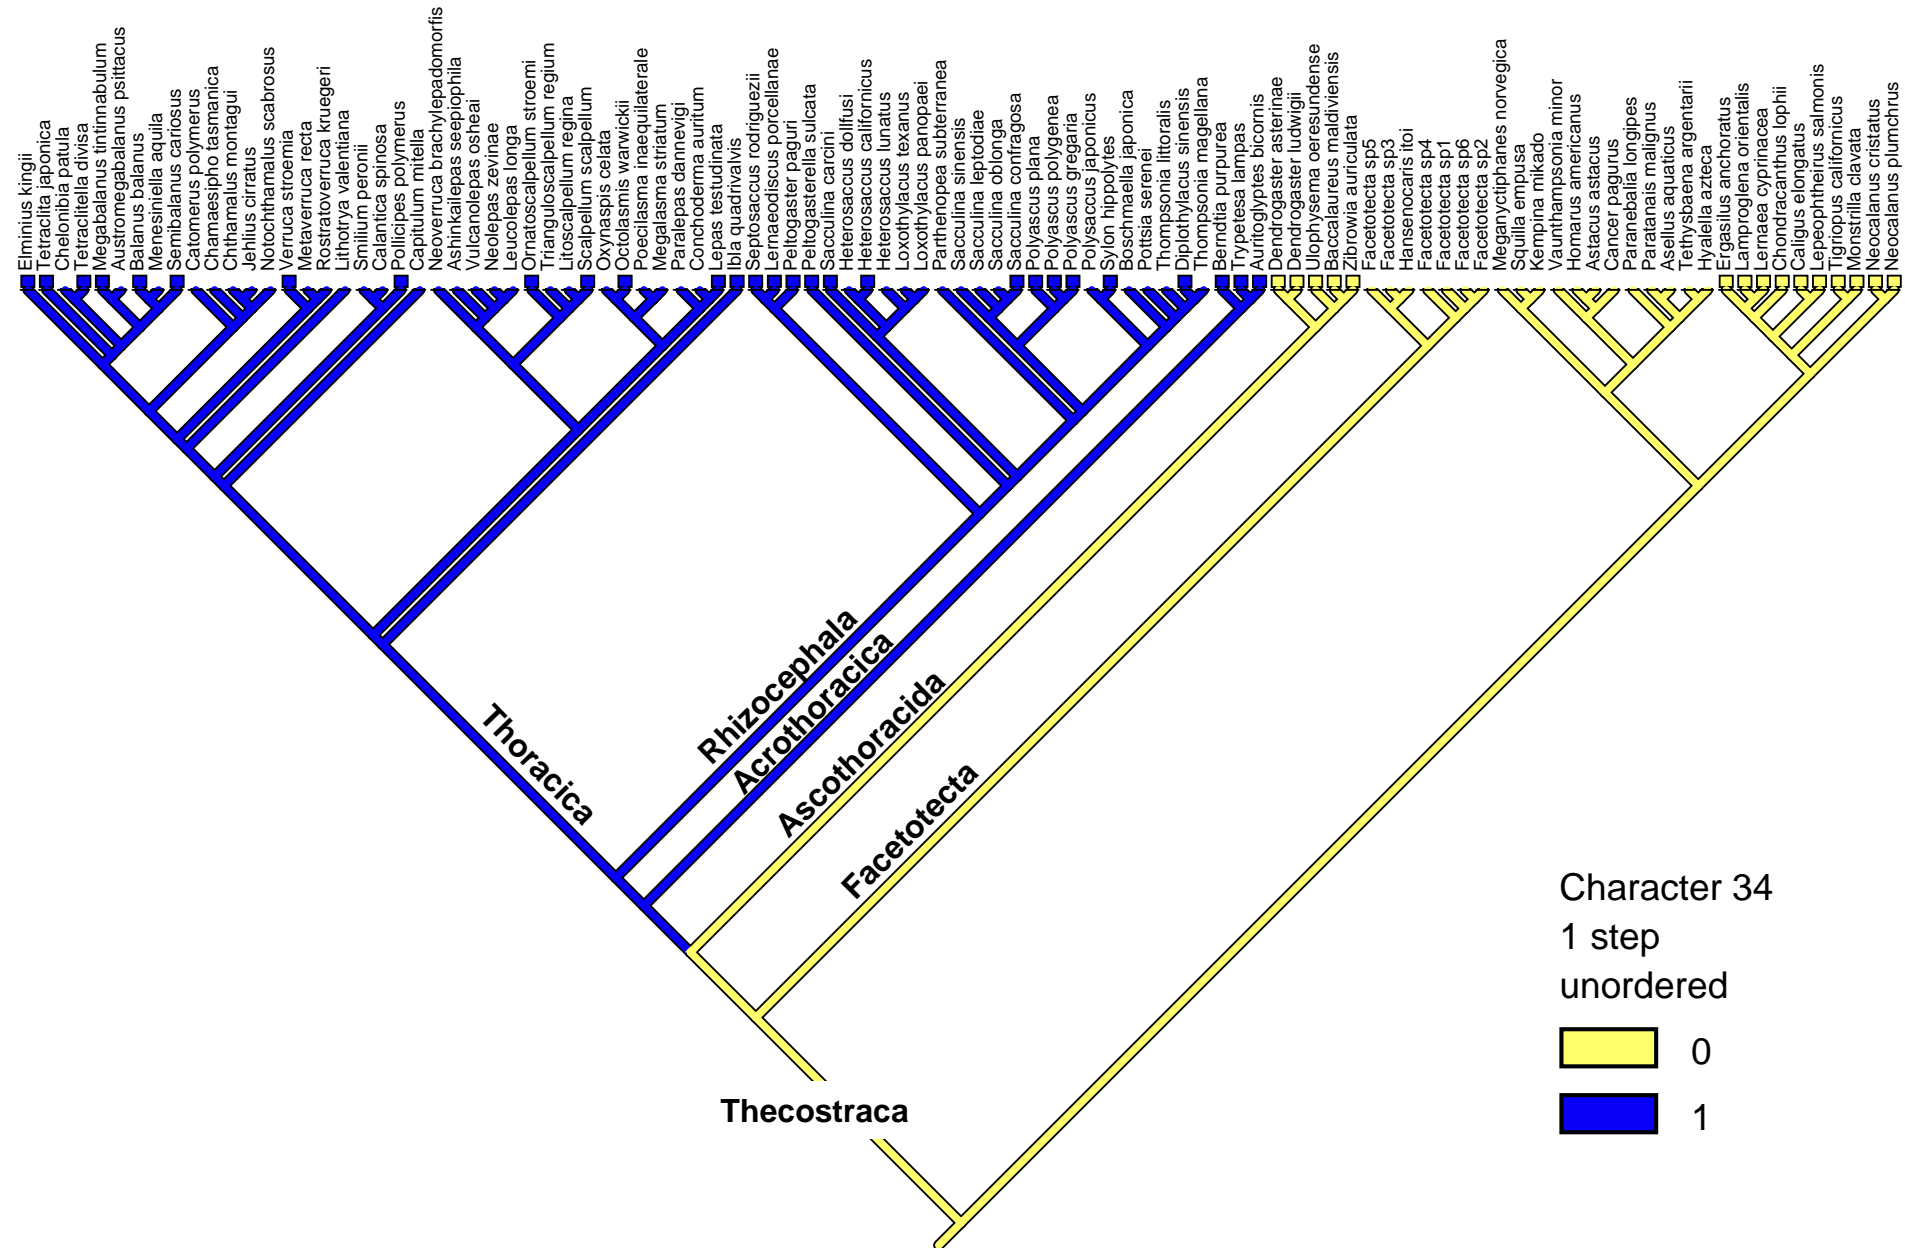 Elminius kingii
Tetraclita japonica
Chelonibia patula
Tetraclitella divisa
Megabalanus tintinnabulum
Austromegabalanus psittacus
Balanus balanus
Menesiniella aquila
Semibalanus cariosus
Catomerus polymerus
Chamaesipho tasmanica
Chthamalus montagui
Jehlius cirratus
Notochthamalus scabrosus
Verruca stroemia
Metaverruca recta
Rostratoverruca kruegeri
Lithotrya valentiana
Smilium peronii
Calantica spinosa
Pollicipes polymerus
Capitulum mitella
Neoverruca brachylepadomorfis
Ashinkailepas seepiophila
Vulcanolepas osheai
Neolepas zevinae
Leucolepas longa
Ornatoscalpellum stroemi
Trianguloscalpellum regium
Litoscalpellum regina
Scalpellum scalpellum
Oxynaspis celata
Octolasmis warwickii
Poecilasma inaequilaterale
Megalasma striatum
Paralepas dannevigi
Conchoderma auritum
Lepas testudinata
Ibla quadrivalvis
Septosaccus rodriguezii
Lernaeodiscus porcellanae
Peltogaster paguri
Peltogasterella sulcata
Sacculina carcini
Heterosaccus dollfusi
Heterosaccus californicus
Heterosaccus lunatus
Loxothylacus texanus
Loxothylacus panopaei
Parthenopea subterranea
Sacculina sinensis
Sacculina leptodiae
Sacculina oblonga
Sacculina confragosa
Polyascus plana
Polyascus polygenea
Polyascus gregaria
Polysaccus japonicus
Sylon hippolytes
Boschmaella japonica
Pottsia serenei
Thompsonia littoralis
Diplothylacus sinensis
Thompsonia magellana
Berndtia purpurea
Trypetesa lampas
Auritoglyptes bicornis
Dendrogaster asterinae
Dendrogaster ludwigii
Ulophysema oeresundense
Baccalaureus maldiviensis
Zibrowia auriculata
Facetotecta sp5
Facetotecta sp3
Hansenocaris itoi
Facetotecta sp4
Facetotecta sp1
Facetotecta sp6
Facetotecta sp2
Meganyctiphanes norvegica
Squilla empusa
Kempina mikado
Vaunthampsonia minor
Homarus americanus
Astacus astacus
Cancer pagurus
Paranebalia longipes
Paratanais malignus
Asellus aquaticus
Tethysbaena argentarii
Hyalella azteca
Ergasilus anchoratus
Lamproglena orientalis
Lernaea cyprinacea
Chondracanthus lophii
Caligus elongatus
Lepeophtheirus salmonis
Tigriopus californicus
Monstrilla clavata
Neocalanus cristatus
Neocalanus plumchrus
Thoracica
Rhizocephala
Acrothoracica
Ascothoracida
Facetotecta
Thecostraca
Character 34
1 step
unordered
0
1